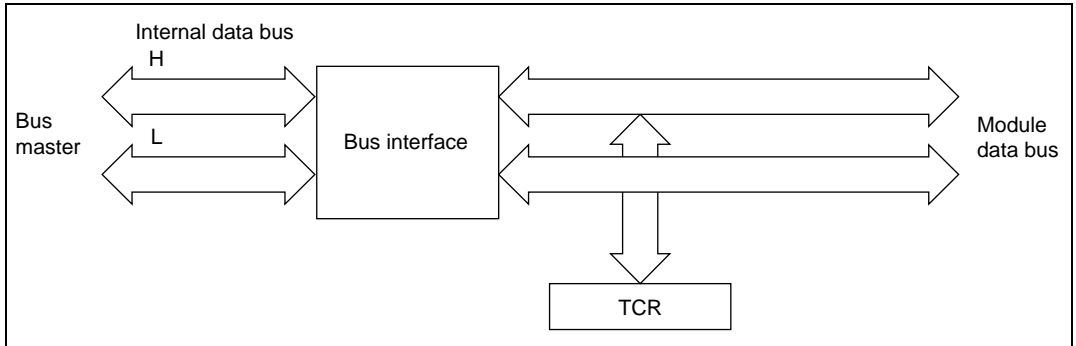 Internal data bus
H
Bus
master
L
Bus interface
Module
data bus
TCR